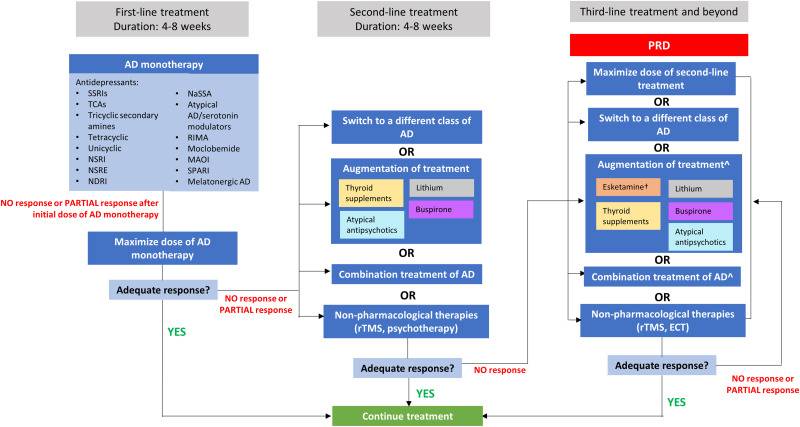 First-line treatment
Duration: 4-8 weeks
AD monotherapy
Antidepressants:
• SSRIs
• TCAs
• Tricyclic secondary
amines
• Tetracyclic
• Unicyclic
• NSRI
• NSRE
• NDRI
• NaSSA
• Atypical
AD/serotonin
modulators
• RIMA
• Moclobemide
• MAOI
• SPARI
• Melatonergic AD
NO response or PARTIAL response after
initial dose of AD monotherapy
Maximize dose of AD
monotherapy
Adequate response?
NO response or
PARTIAL response
YES
Second-line treatment
Duration: 4-8 weeks
Switch to a different class of
AD
OR
Augmentation of treatment
Thyroid
supplements
Lithium
Buspirone
Atypical
antipsychotics
OR
Combination treatment of AD
OR
Non-pharmacological therapies
(rTMS, psychotherapy)
Adequate response?
NO response
YES
Continue treatment
Third-line treatment and beyond
PRD
Maximize dose of second-line
treatment
OR
Switch to a different class of
AD
OR
Augmentation of treatment^
Esketamine†
Lithium
Thyroid
supplements
Buspirone
Atypical
antipsychotics
OR
Combination treatment of AD^
OR
Non-pharmacological therapies
(rTMS, ECT)
Adequate response?
NO response or
PARTIAL response
YES